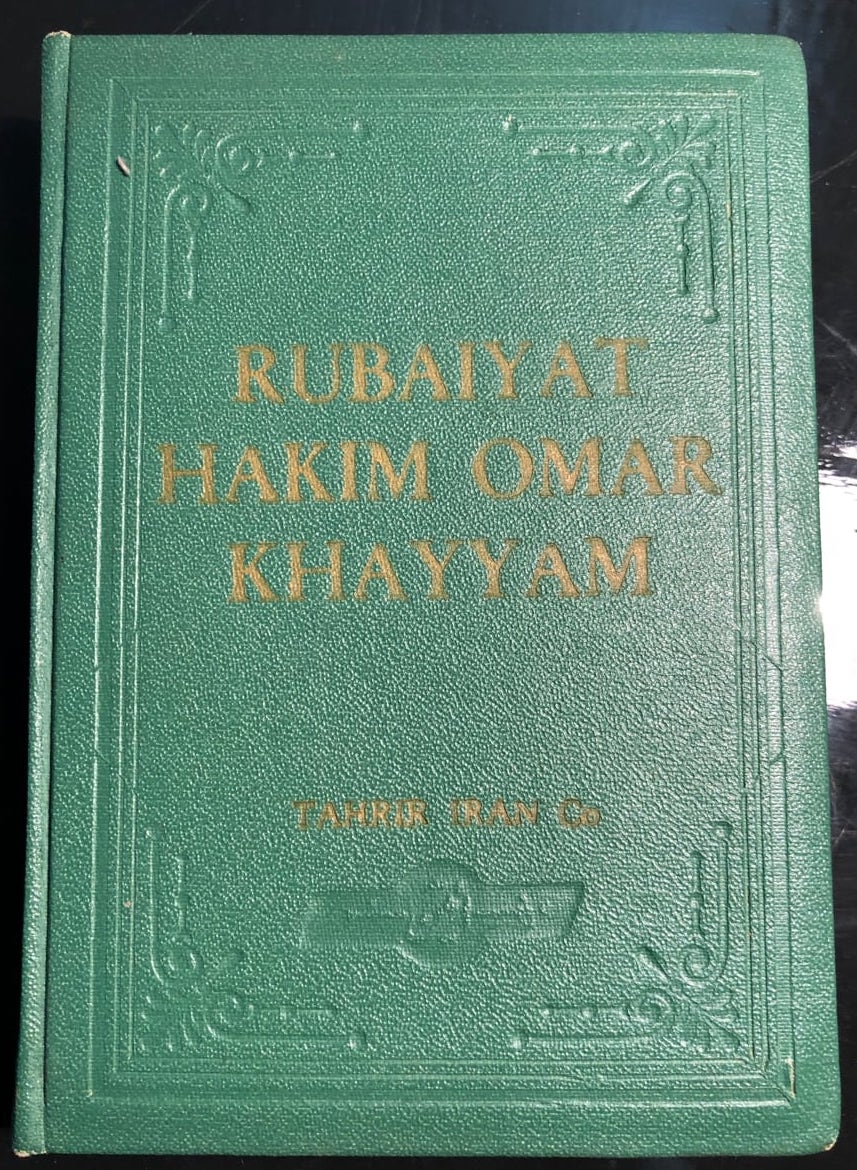 RUBAIYAT
HAKIM OMAR
KHAYYAM
TAHRIR IRAN Co